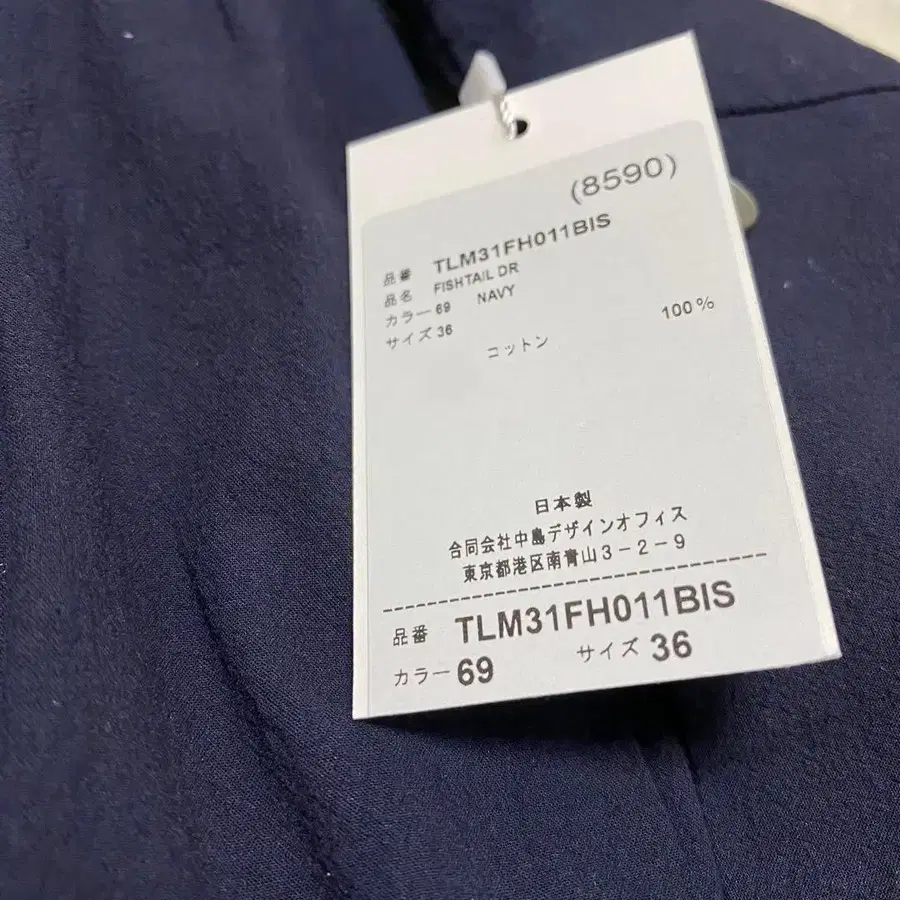 (8590)
品番 TLM31FH011BIS
品名 FISHTAIL DR
カラー 69 NAVY
サイズ 36
コットン 100%
日本製
合同会社中島デザインオフィス
東京都港区南青山3-2-9
品番 TLM31FH011BIS
カラー 69 サイズ 36